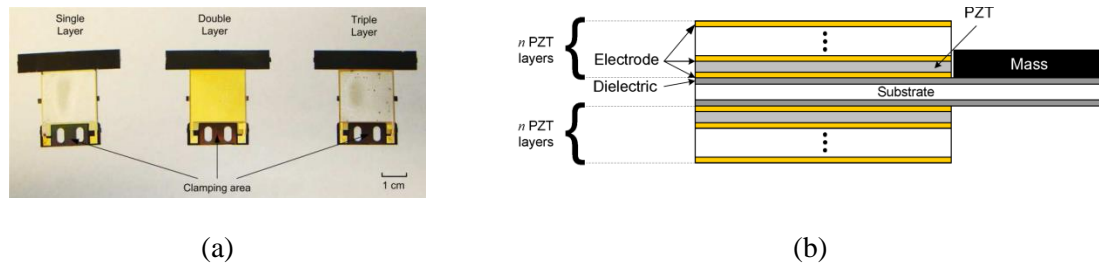 Single
Layer
Double
Layer
Triple
Layer
Clamping area
1 cm
(a)
n PZT
layers
Electrode
Dielectric
n PZT
layers
PZT
Mass
Substrate
(b)